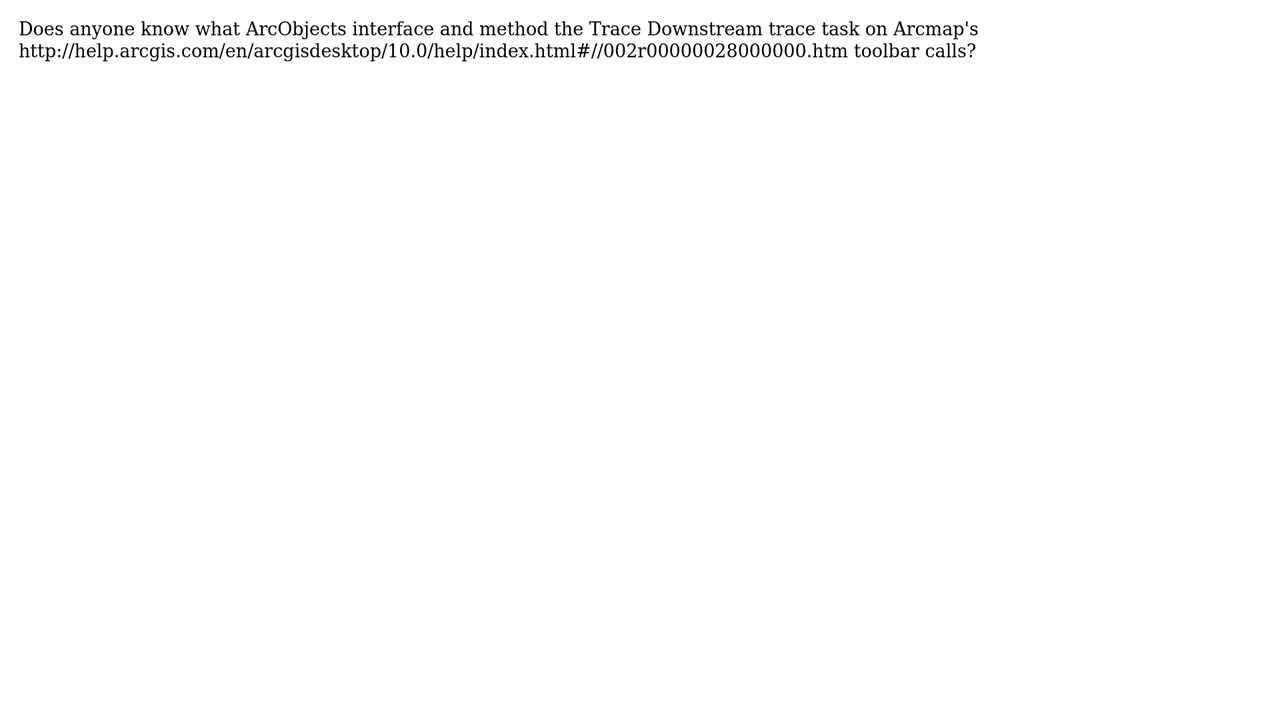 Does anyone know what ArcObjects interface and method the Trace Downstream trace task on Arcmap's
http://help.arcgis.com/en/arcgisdesktop/10.0/help/index.html#//002r00000028000000.htm toolbar calls?